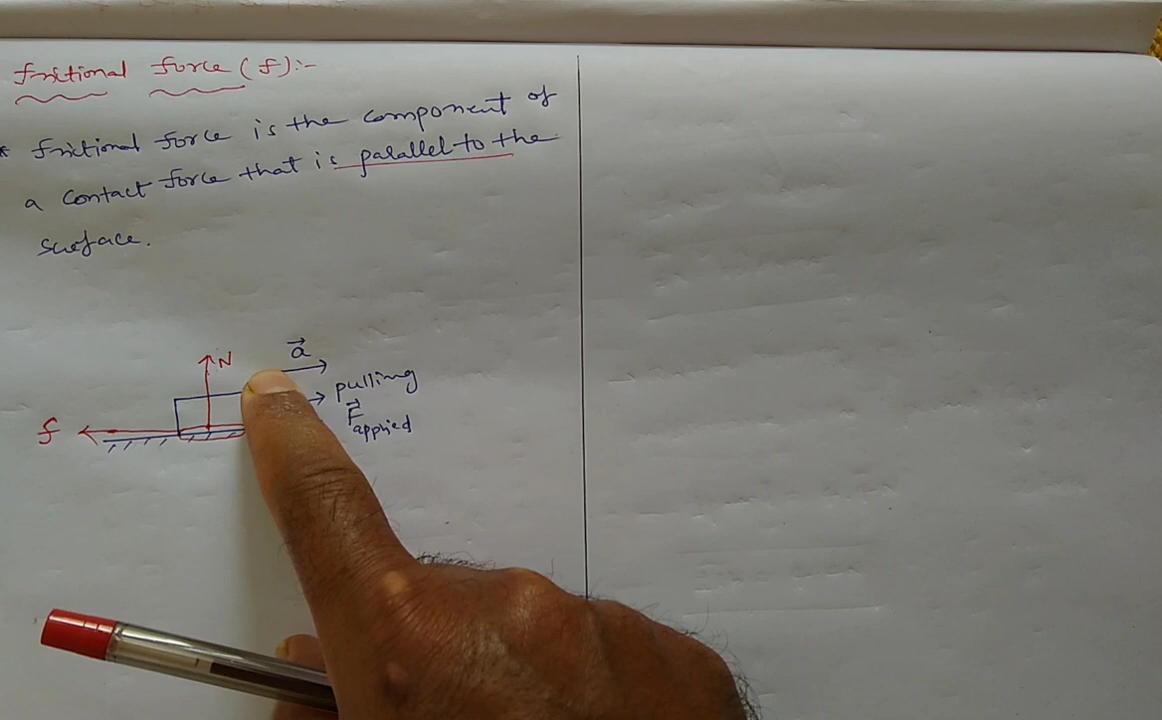 frictional force (f):-
* frictional force is the component of
a contact force that is parallel to the
surface.
N
a
pulling
F applied
f